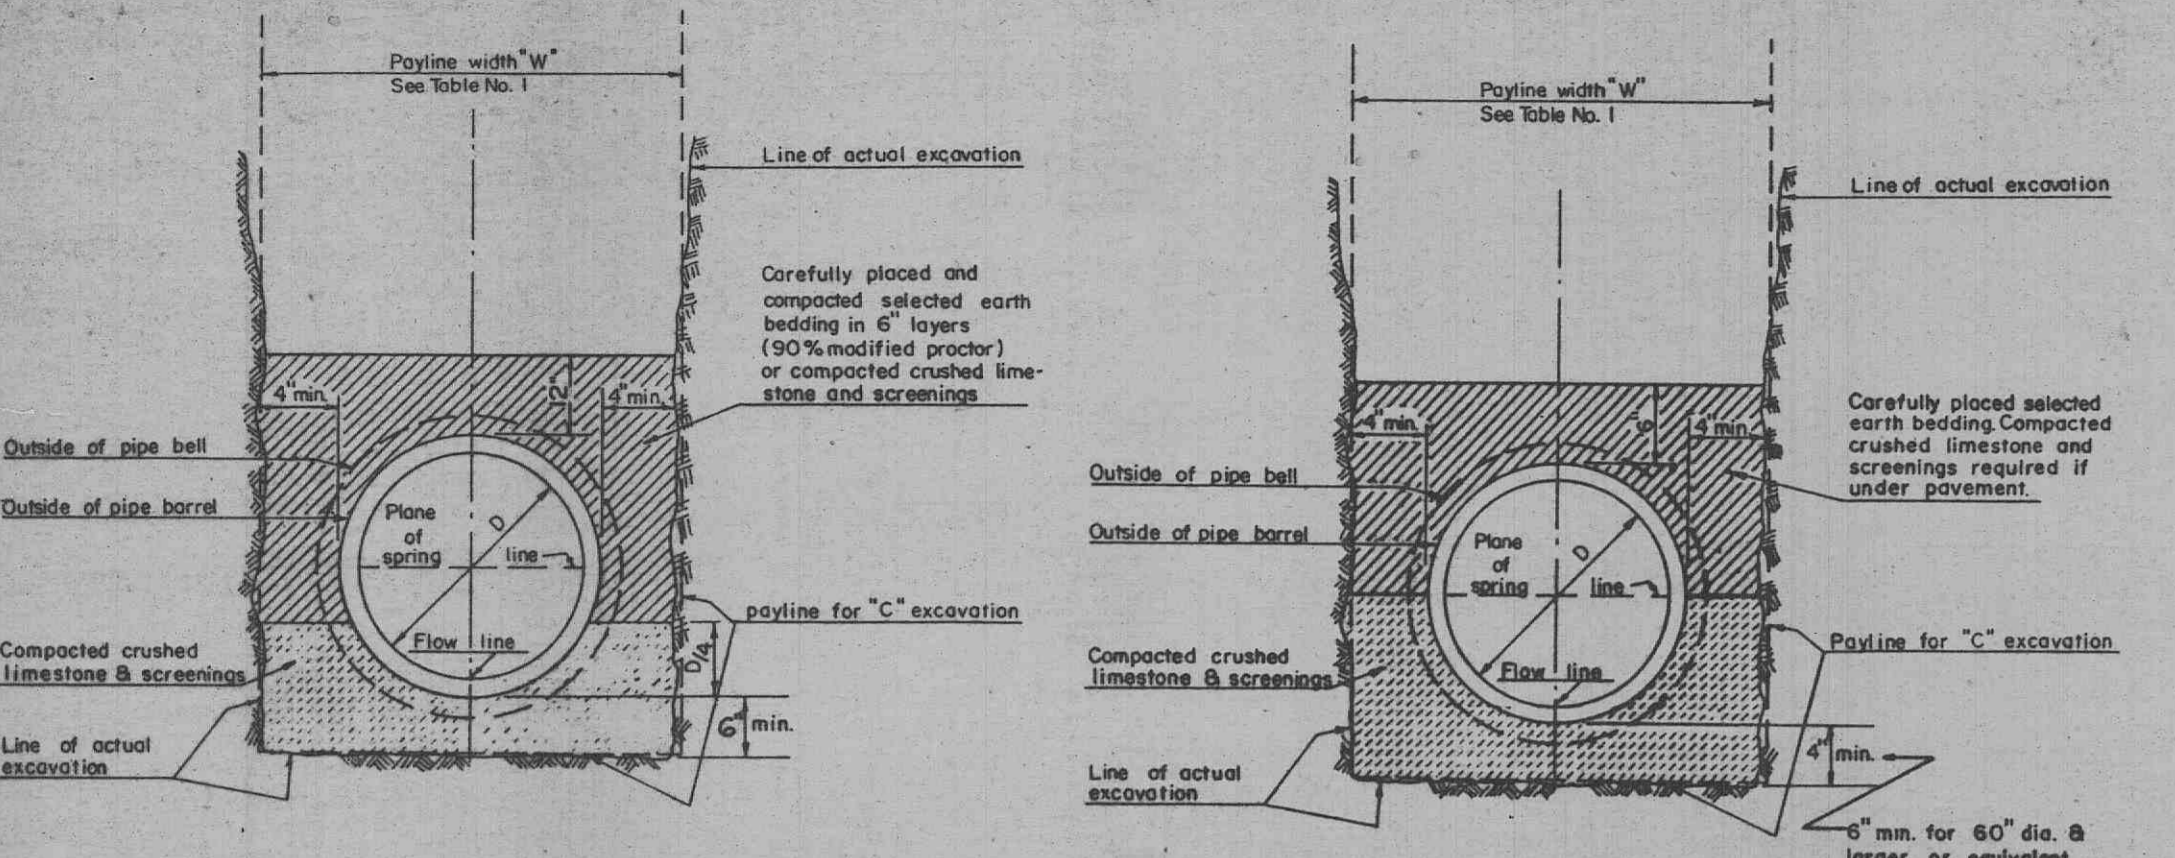 Payline width "W"
See Table No. 1
Line of actual excavation
Carefully placed and
compacted selected earth
bedding in 6" layers
(90% modified proctor)
or compacted crushed lime-
stone and screenings
4" min.
12"
4" min.
Outside of pipe bell
Outside of pipe barrel
Plane
of
spring line
D
Flow line
payline for "C" excavation
Compacted crushed
limestone & screenings
D/4
6" min.
Line of actual
excavation
Payline width "W"
See Table No. 1
Line of actual excavation
Carefully placed selected
earth bedding. Compacted
crushed limestone and
screenings required if
under pavement.
4" min.
6"
4" min.
Outside of pipe bell
Outside of pipe barrel
Plane
of
spring line
D
Flow line
Payline for "C" excavation
Compacted crushed
limestone & screenings
4" min.
Line of actual
excavation
6" min. for 60" dia. &
larger or equivalent